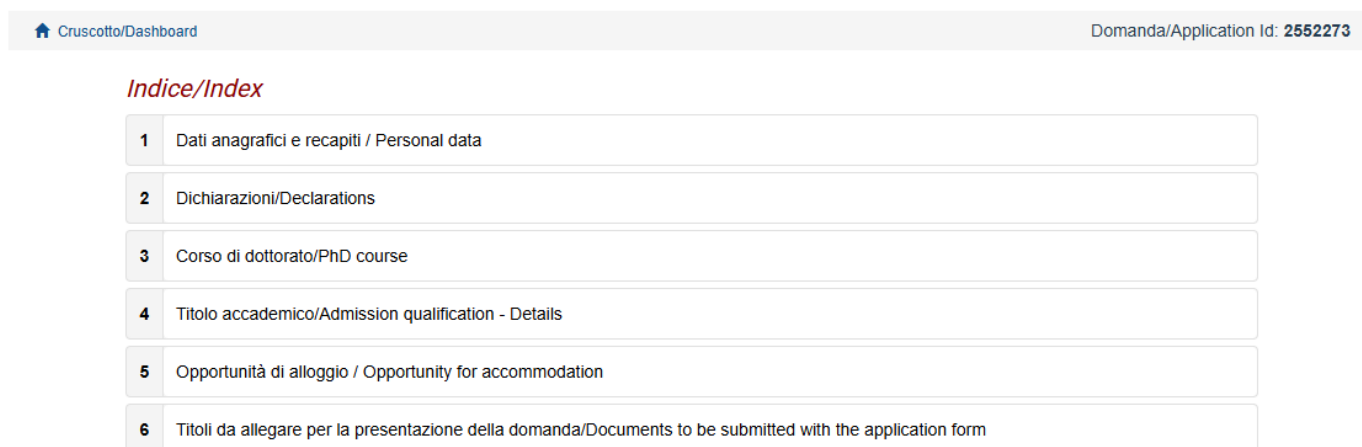 Cruscotto/Dashboard Domanda/Application Id: 2552273
Indice/Index
1 Dati anagrafici e recapiti / Personal data
2 Dichiarazioni/Declarations
3 Corso di dottorato/PhD course
4 Titolo accademico/Admission qualification - Details
5 Opportunità di alloggio / Opportunity for accommodation
6 Titoli da allegare per la presentazione della domanda/Documents to be submitted with the application form